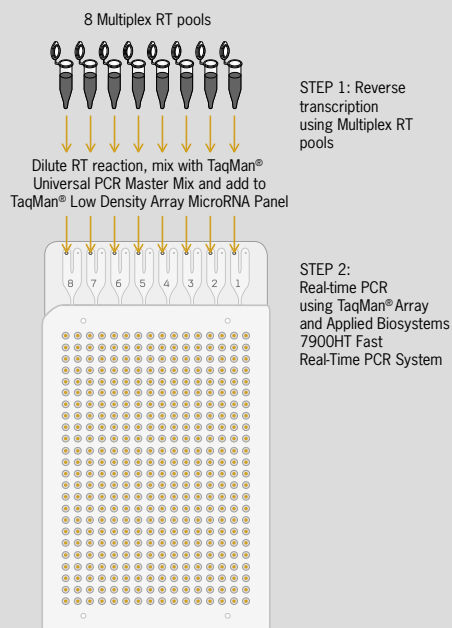 8 Multiplex RT pools
STEP 1: Reverse
transcription
using Multiplex RT
pools
Dilute RT reaction, mix with TaqMan®
Universal PCR Master Mix and add to
TaqMan® Low Density Array MicroRNA Panel
8 7 6 5 4 3 2 1
STEP 2:
Real-time PCR
using TaqMan® Array
and Applied Biosystems
7900HT Fast
Real-Time PCR System